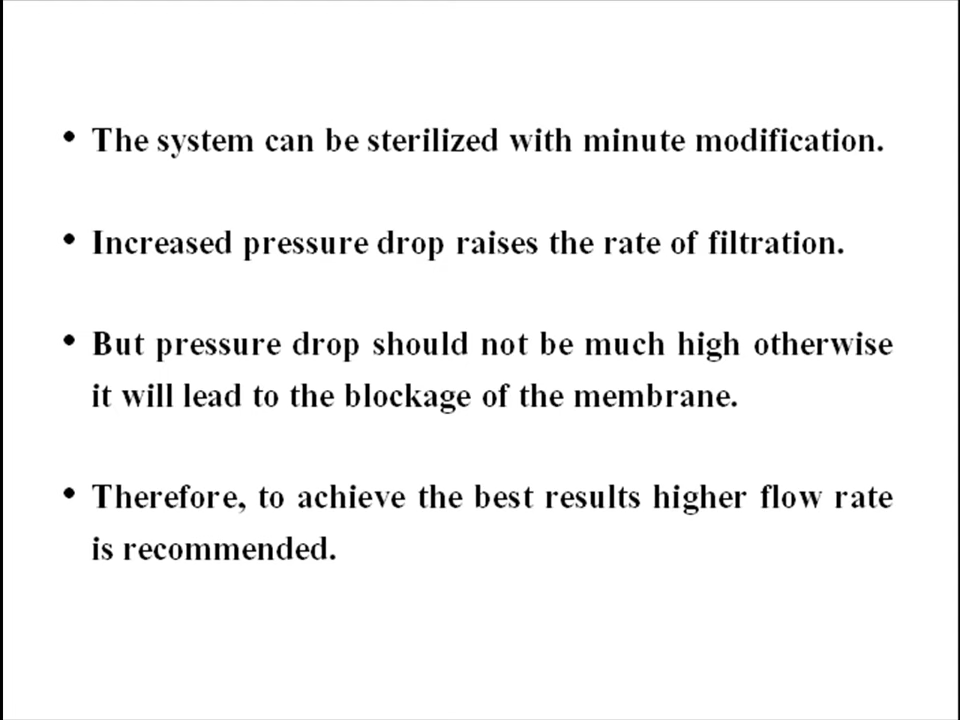 • The system can be sterilized with minute modification.
• Increased pressure drop raises the rate of filtration.
• But pressure drop should not be much high otherwise
it will lead to the blockage of the membrane.
• Therefore, to achieve the best results higher flow rate
is recommended.